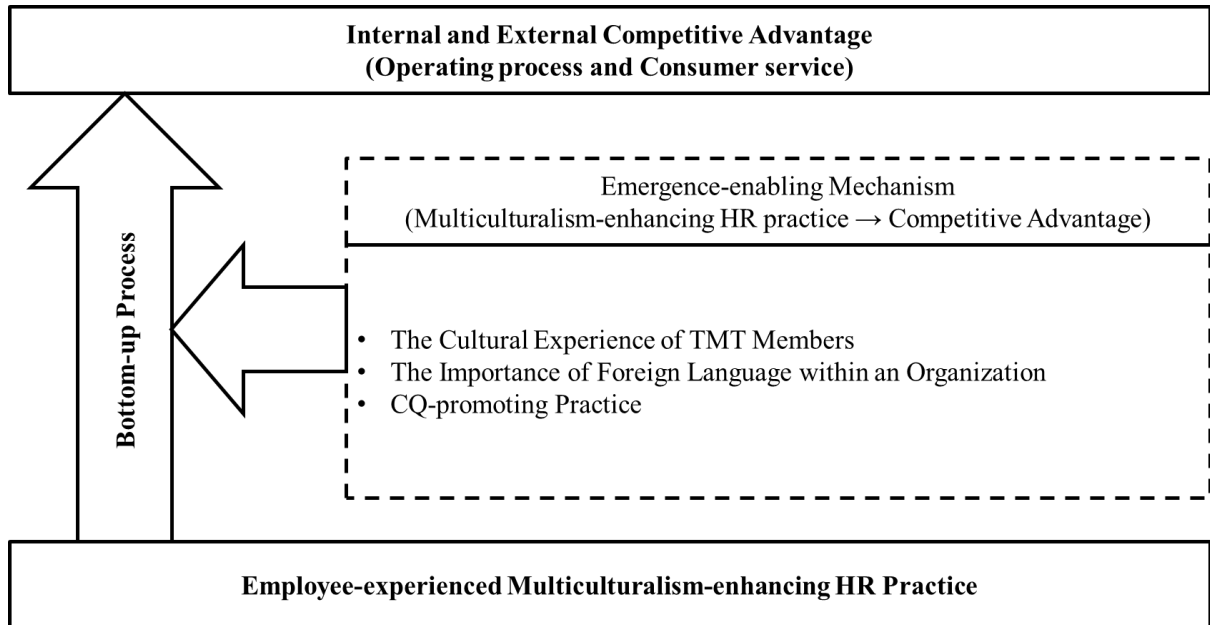 Internal and External Competitive Advantage
(Operating process and Consumer service)
Emergence-enabling Mechanism
(Multiculturalism-enhancing HR practice → Competitive Advantage)
Bottom-up Process
• The Cultural Experience of TMT Members
• The Importance of Foreign Language within an Organization
• CQ-promoting Practice
Employee-experienced Multiculturalism-enhancing HR Practice